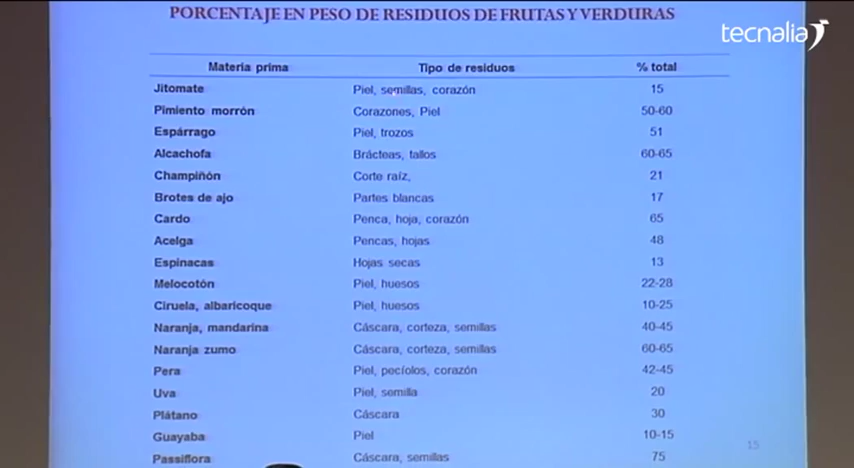 PORCENTAJE EN PESO DE RESIDUOS DE FRUTAS Y VERDURAS
tecnalia
Materia prima Tipo de residuos % total
Jitomate Piel, semillas, corazón 15
Pimiento morrón Corazones, Piel 50-60
Espárrago Piel, trozos 51
Alcachofa Brácteas, tallos 60-65
Champiñón Corte raíz, 21
Brotes de ajo Partes blancas 17
Cardo Penca, hoja, corazón 65
Acelga Pencas, hojas 48
Espinacas Hojas secas 13
Melocotón Piel, huesos 22-28
Ciruela, albaricoque Piel, huesos 10-25
Naranja, mandarina Cáscara, corteza, semillas 40-45
Naranja zumo Cáscara, corteza, semillas 60-65
Pera Piel, pecíolos, corazón 42-45
Uva Piel, semilla 20
Plátano Cáscara 30
Guayaba Piel 10-15
15
Passiflora Cáscara, semillas 75